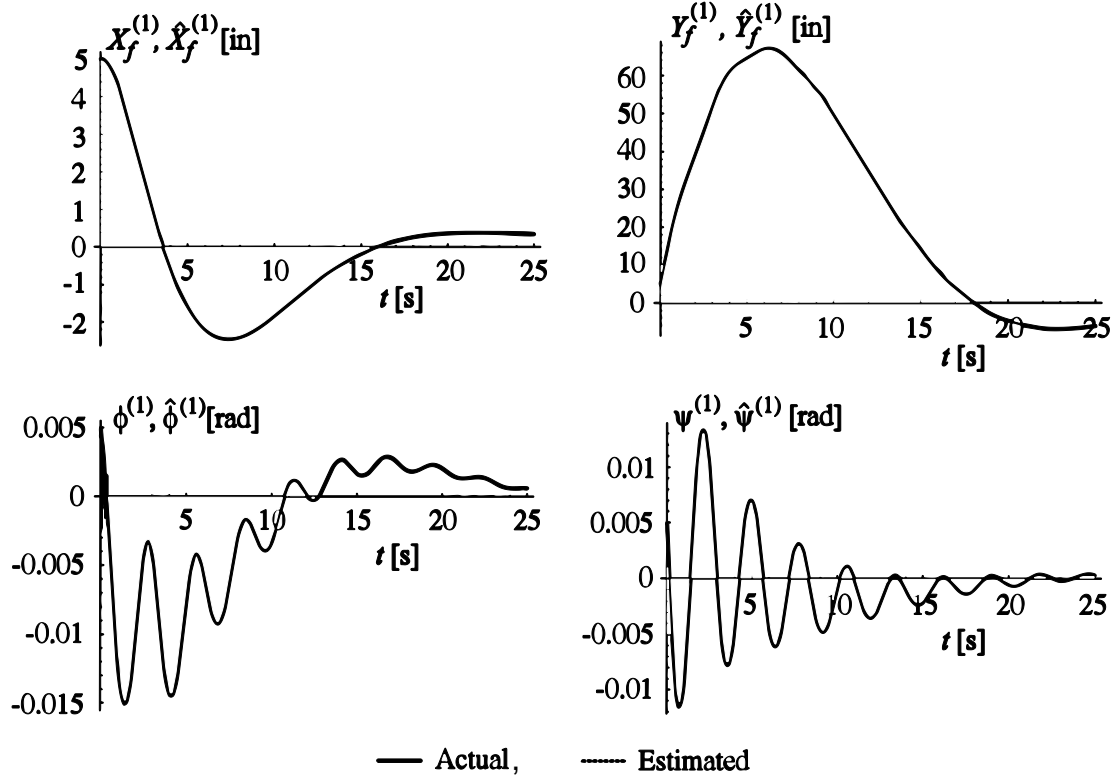 X_f^(1), X̂_f^(1) [in]
5
4
3
2
1
0
-1
-2
5 10 15 20 25
t [s]
Y_f^(1), Ŷ_f^(1) [in]
60
50
40
30
20
10
0
5 10 15 20 25
t [s]
ϕ^(1), ϕ̂^(1) [rad]
0.005
0
-0.005
-0.01
-0.015
5 10 15 20 25
t [s]
ψ^(1), ψ̂^(1) [rad]
0.01
0.005
0
-0.005
-0.01
5 10 15 20 25
t [s]
Actual, Estimated